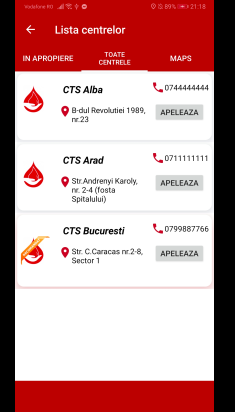 Vodafone RO 89% 21:18
Lista centrelor
IN APROPIERE TOATE CENTRELE MAPS
CTS Alba
0744444444
B-dul Revolutiei 1989,
nr.23
APELEAZA
CTS Arad
0711111111
Str.Andrenyi Karoly,
nr. 2-4 (fosta
Spitalului)
APELEAZA
CTS Bucuresti
0799887766
Str. C.Caracas nr.2-8,
Sector 1
APELEAZA